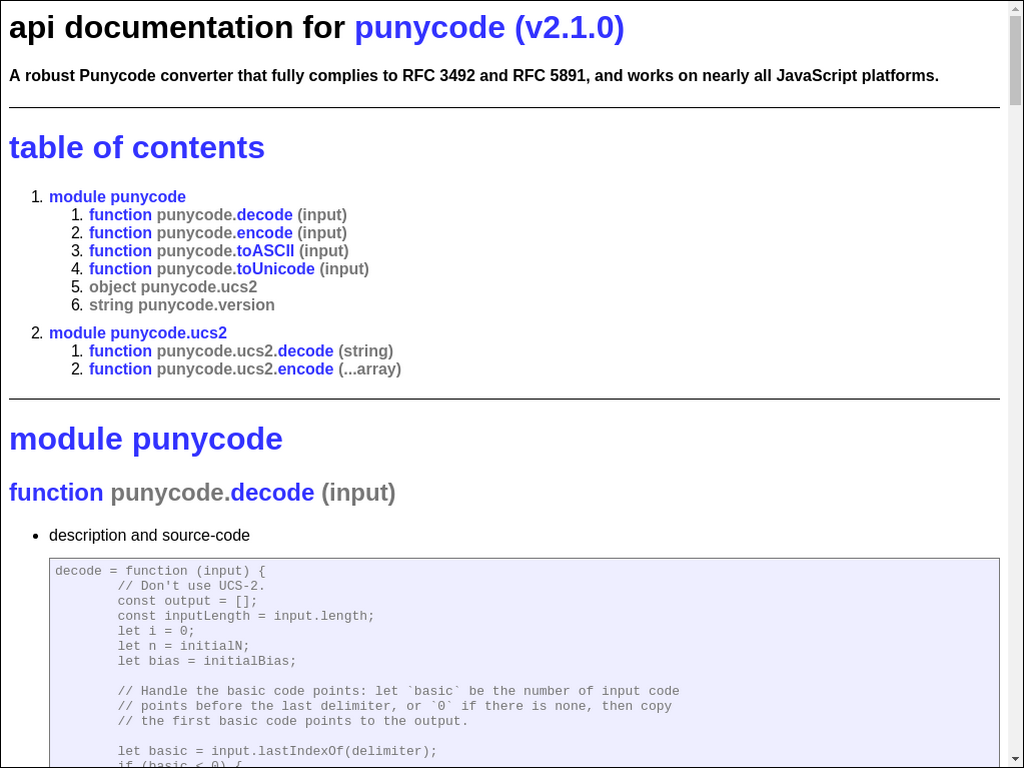 api documentation for punycode (v2.1.0)
A robust Punycode converter that fully complies to RFC 3492 and RFC 5891, and works on nearly all JavaScript platforms.
table of contents
1. module punycode
1. function punycode.decode (input)
2. function punycode.encode (input)
3. function punycode.toASCII (input)
4. function punycode.toUnicode (input)
5. object punycode.ucs2
6. string punycode.version
2. module punycode.ucs2
1. function punycode.ucs2.decode (string)
2. function punycode.ucs2.encode (...array)
module punycode
function punycode.decode (input)
• description and source-code
decode = function (input) {
// Don't use UCS-2.
const output = [];
const inputLength = input.length;
let i = 0;
let n = initialN;
let bias = initialBias;
// Handle the basic code points: let `basic` be the number of input code
// points before the last delimiter, or `0` if there is none, then copy
// the first basic code points to the output.
let basic = input.lastIndexOf(delimiter);
if (basic < 0) {